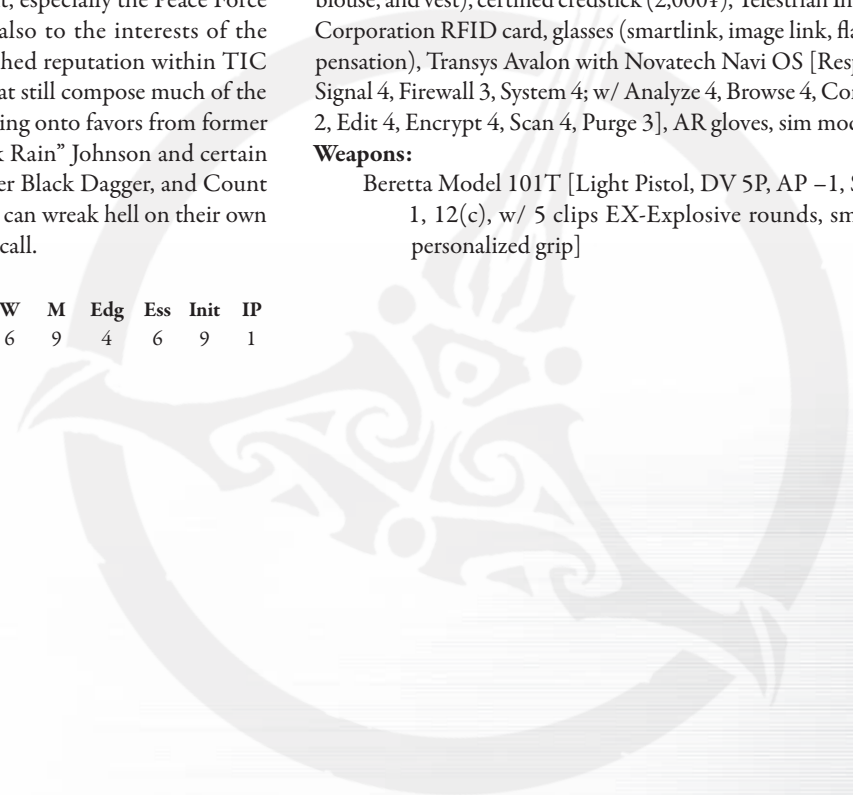 t, especially the Peace Force
also to the interests of the
hed reputation within TIC
at still compose much of the
ing onto favors from former
k Rain” Johnson and certain
er Black Dagger, and Count
can wreak hell on their own
call.
W M Edg Ess Init IP
6 9 4 6 9 1
blouse, and vest), certified credstick (2,000¥), Telestrian In
Corporation RFID card, glasses (smartlink, image link, fla
pensation), Transys Avalon with Novatech Navi OS [Resp
Signal 4, Firewall 3, System 4; w/ Analyze 4, Browse 4, Co
2, Edit 4, Encrypt 4, Scan 4, Purge 3], AR gloves, sim mod
Weapons:
Beretta Model 101T [Light Pistol, DV 5P, AP –1, S
1, 12(c), w/ 5 clips EX-Explosive rounds, sm
personalized grip]